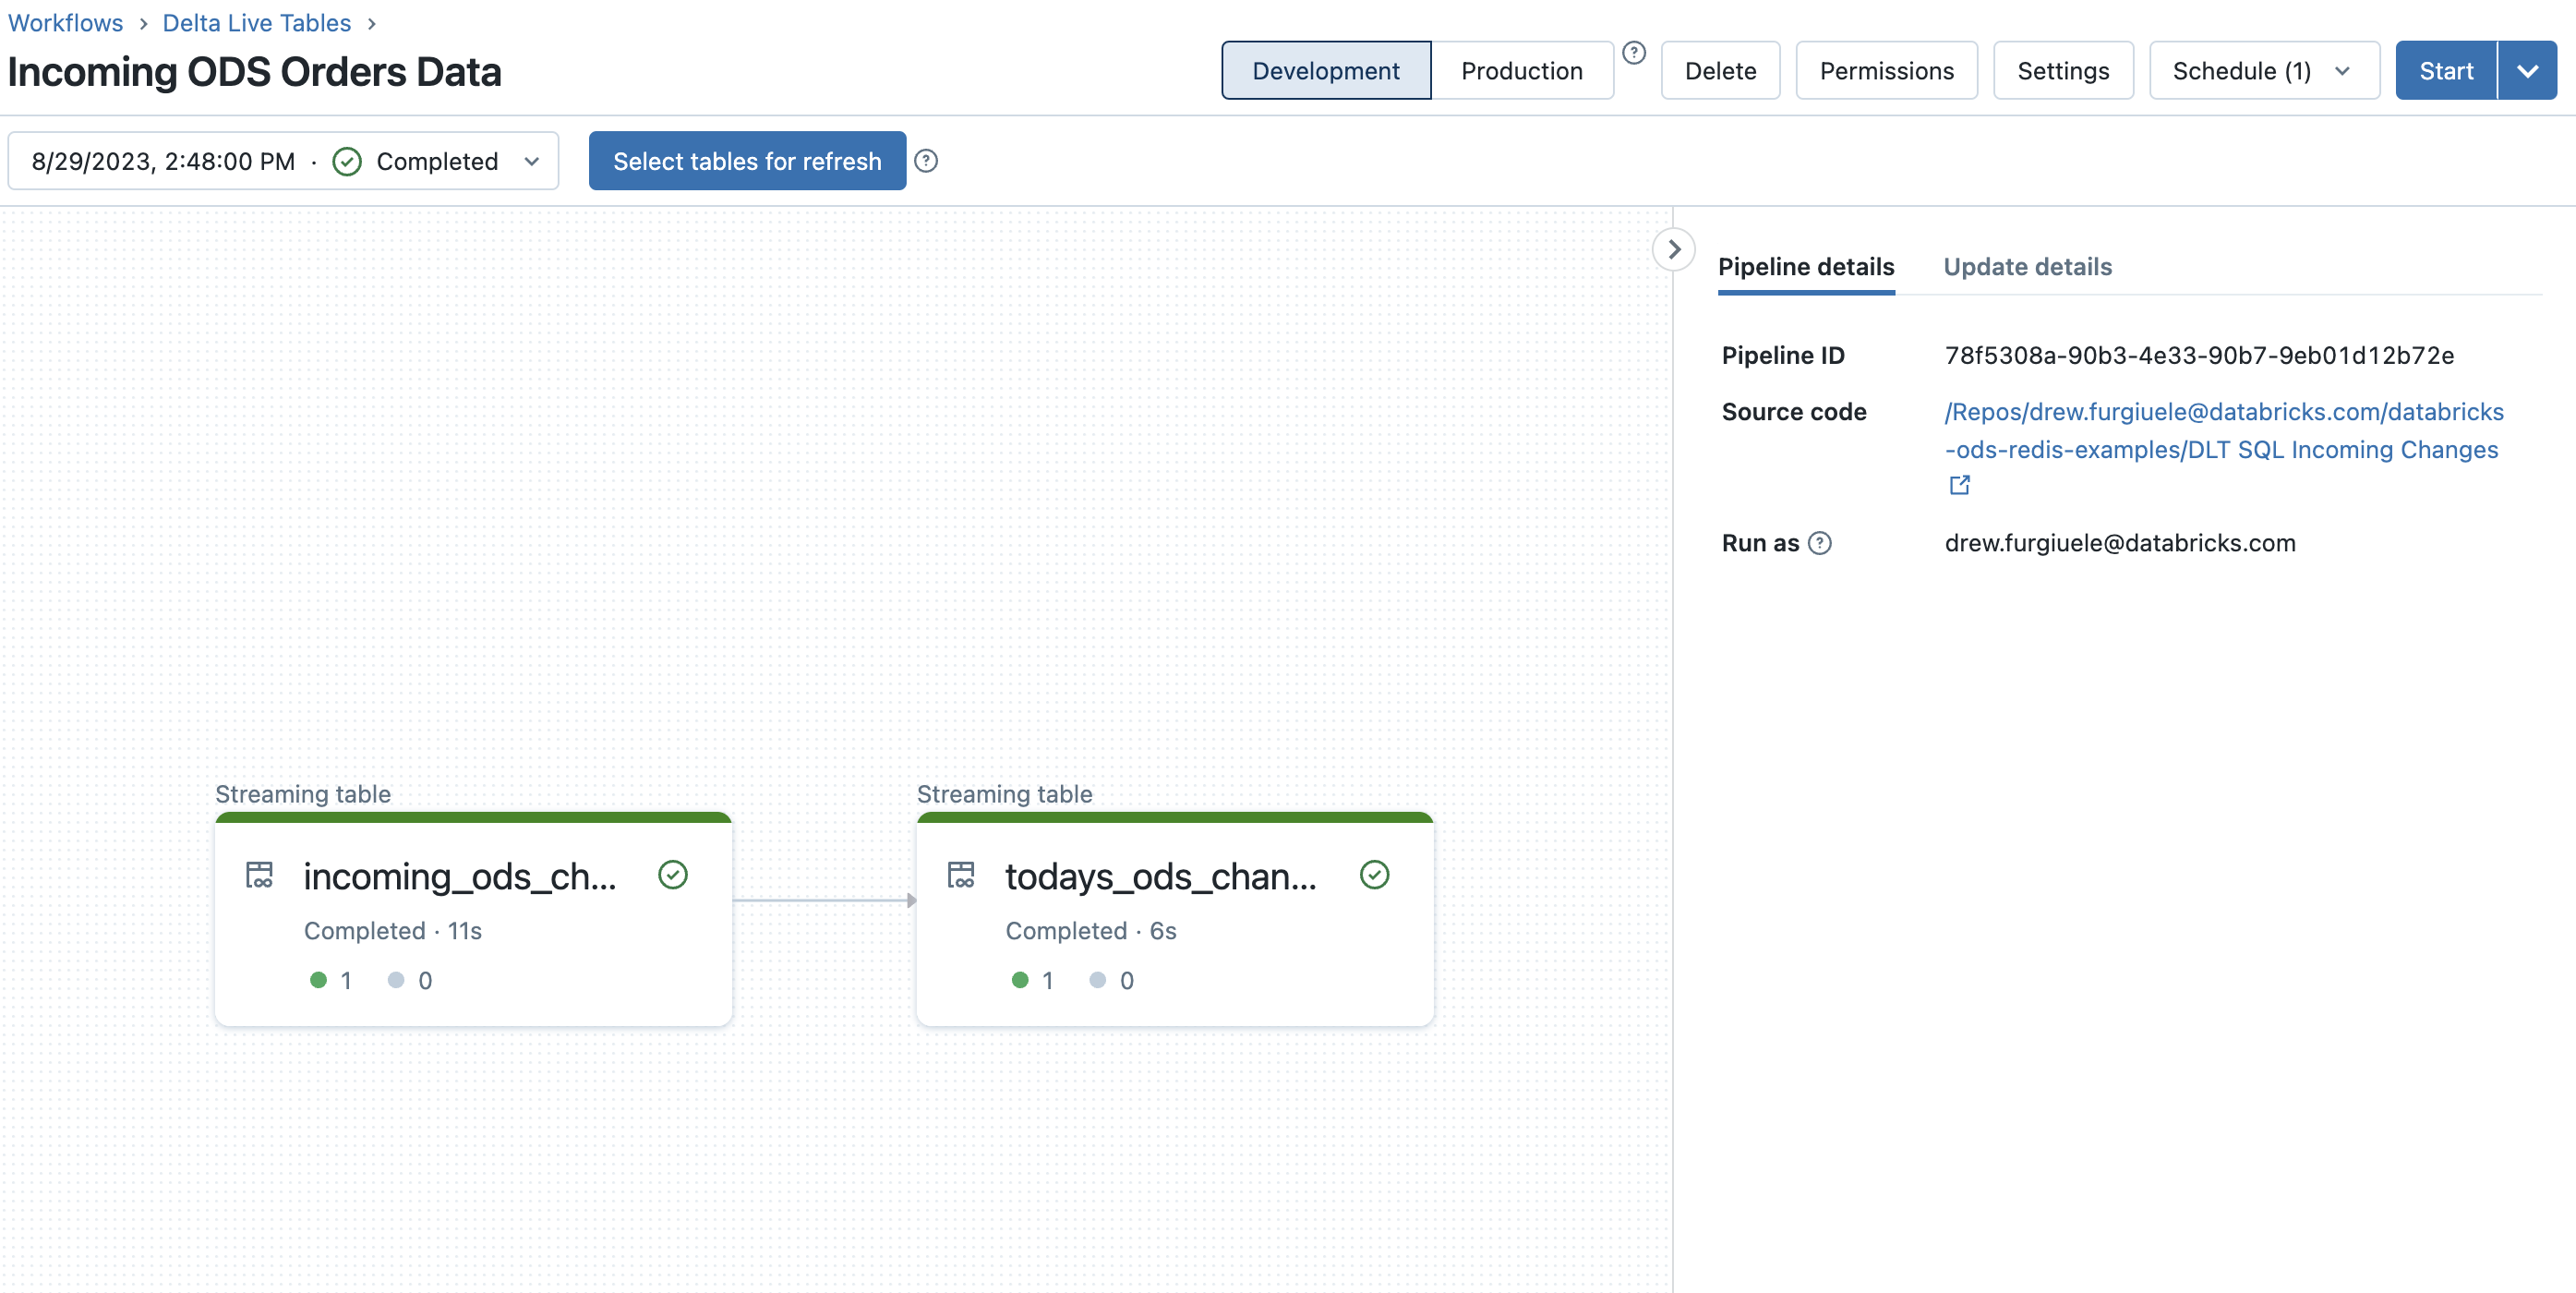 Workflows > Delta Live Tables >
Incoming ODS Orders Data
Development Production ? Delete Permissions Settings Schedule (1) Start
8/29/2023, 2:48:00 PM · Completed Select tables for refresh ?
Pipeline details Update details
Pipeline ID 78f5308a-90b3-4e33-90b7-9eb01d12b72e
Source code /Repos/drew.furgiuele@databricks.com/databricks
-ods-redis-examples/DLT SQL Incoming Changes
Run as ? drew.furgiuele@databricks.com
Streaming table
incoming_ods_ch...
Completed · 11s
1 0
Streaming table
todays_ods_chan...
Completed · 6s
1 0